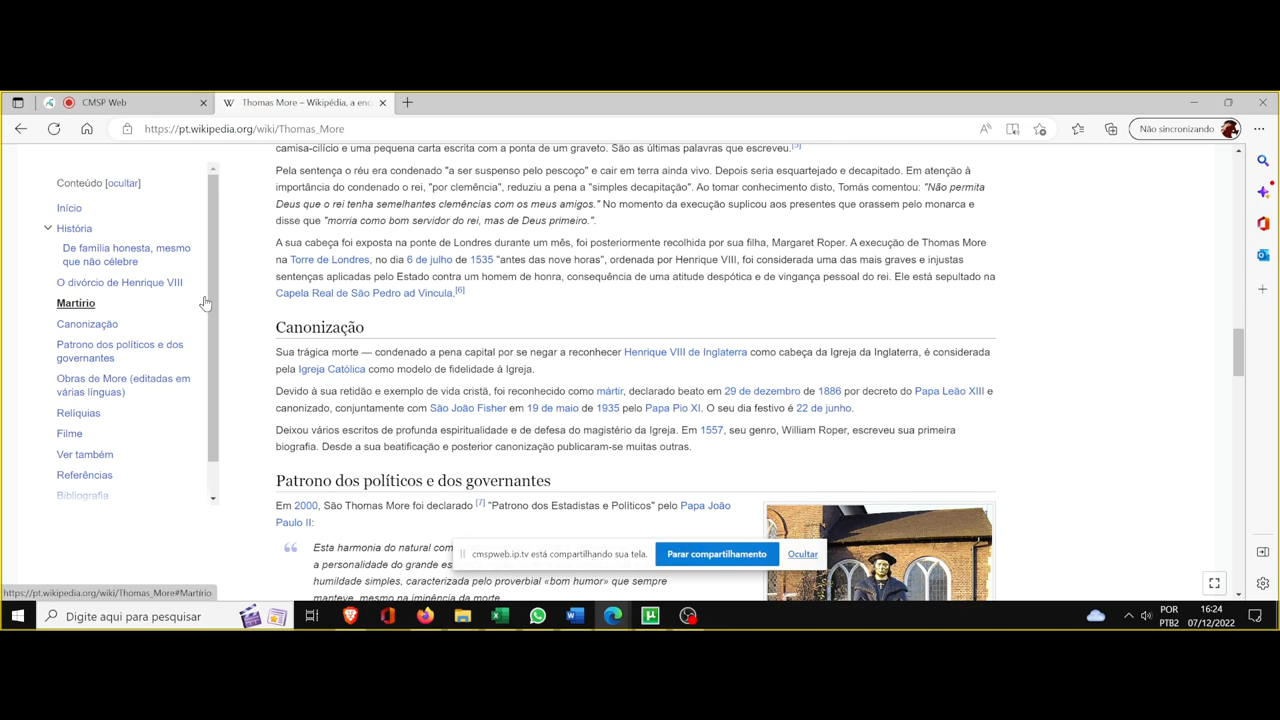 CMSP Web
Thomas More – Wikipédia, a enc
https://pt.wikipedia.org/wiki/Thomas_More
Não sincronizando
Conteúdo [ocultar]
Início
História
De família honesta, mesmo
que não célebre
O divórcio de Henrique VIII
Martírio
Canonização
Patrono dos políticos e dos
governantes
Obras de More (editadas em
várias línguas)
Relíquias
Filme
Ver também
Referências
Bibliografia
camisa-cilício e uma pequena carta escrita com a ponta de um graveto. São as últimas palavras que escreveu.[5]
Pela sentença o réu era condenado "a ser suspenso pelo pescoço" e cair em terra ainda vivo. Depois seria esquartejado e decapitado. Em atenção à
importância do condenado o rei, "por clemência", reduziu a pena a "simples decapitação". Ao tomar conhecimento disto, Tomás comentou: "Não permita
Deus que o rei tenha semelhantes clemências com os meus amigos." No momento da execução suplicou aos presentes que orassem pelo monarca e
disse que "morria como bom servidor do rei, mas de Deus primeiro.".
A sua cabeça foi exposta na ponte de Londres durante um mês, foi posteriormente recolhida por sua filha, Margaret Roper. A execução de Thomas More
na Torre de Londres, no dia 6 de julho de 1535 "antes das nove horas", ordenada por Henrique VIII, foi considerada uma das mais graves e injustas
sentenças aplicadas pelo Estado contra um homem de honra, consequência de uma atitude despótica e de vingança pessoal do rei. Ele está sepultado na
Capela Real de São Pedro ad Vincula.[6]
Canonização
Sua trágica morte — condenado a pena capital por se negar a reconhecer Henrique VIII de Inglaterra como cabeça da Igreja da Inglaterra, é considerada
pela Igreja Católica como modelo de fidelidade à Igreja.
Devido à sua retidão e exemplo de vida cristã, foi reconhecido como mártir, declarado beato em 29 de dezembro de 1886 por decreto do Papa Leão XIII e
canonizado, conjuntamente com São João Fisher em 19 de maio de 1935 pelo Papa Pio XI. O seu dia festivo é 22 de junho.
Deixou vários escritos de profunda espiritualidade e de defesa do magistério da Igreja. Em 1557, seu genro, William Roper, escreveu sua primeira
biografia. Desde a sua beatificação e posterior canonização publicaram-se muitas outras.
Patrono dos políticos e dos governantes
Em 2000, São Thomas More foi declarado [7] "Patrono dos Estadistas e Políticos" pelo Papa João
Paulo II:
Esta harmonia do natural com
a personalidade do grande es
humildade simples, caracterizada pelo proverbial «bom humor» que sempre
manteve, mesmo na iminência da morte
cmspweb.ip.tv está compartilhando sua tela.
Parar compartilhamento
Ocultar
https://pt.wikipedia.org/wiki/Thomas_More#Martírio
Digite aqui para pesquisar
POR
PTB2
16:24
07/12/2022